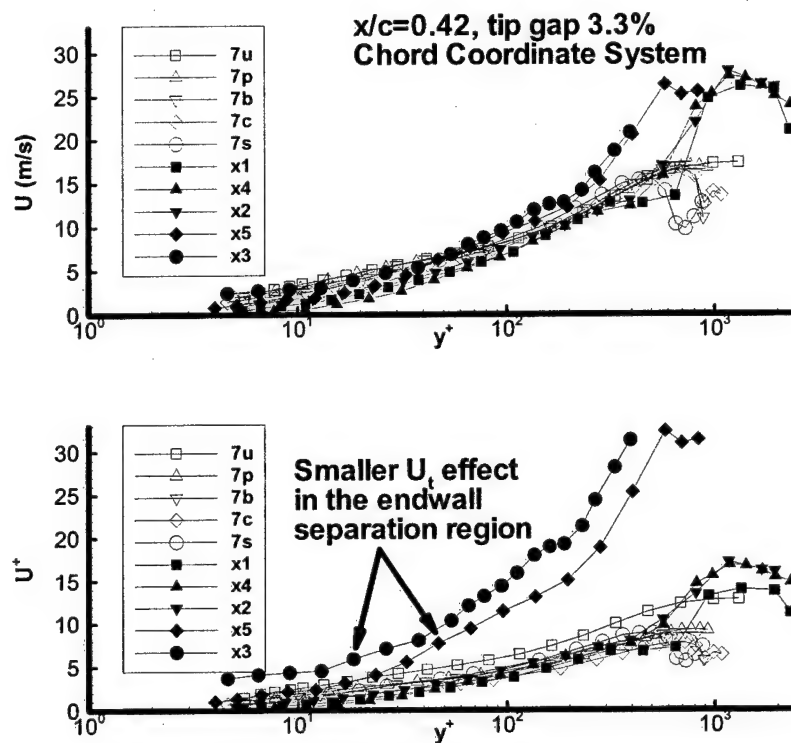 x/c=0.42, tip gap 3.3%
Chord Coordinate System
30
25
20
15
10
5
0
U (m/s)
7u
7p
7b
7c
7s
x1
x4
x2
x5
x3
10⁰
10¹
10²
10³
y⁺
30
25
20
15
10
5
0
U⁺
7u
7p
7b
7c
7s
x1
x4
x2
x5
x3
Smaller Uₜ effect
in the endwall
separation region
10⁰
10¹
10²
10³
y⁺